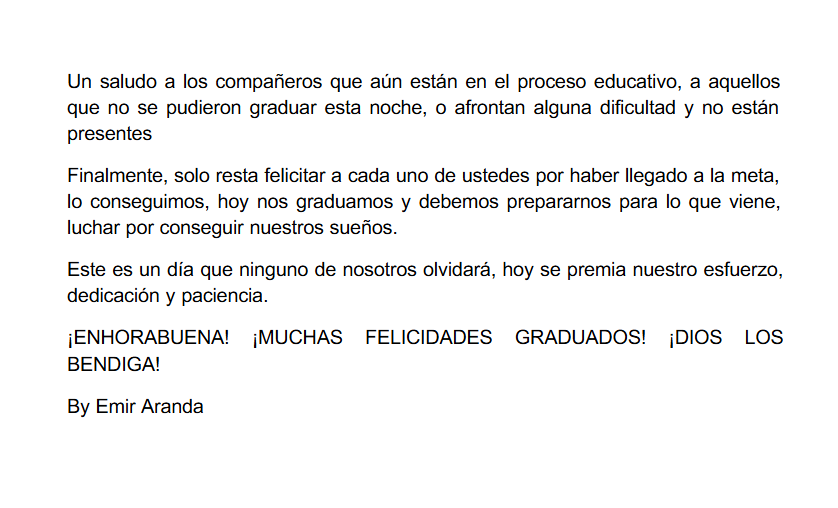 Un saludo a los compañeros que aún están en el proceso educativo, a aquellos
que no se pudieron graduar esta noche, o afrontan alguna dificultad y no están
presentes
Finalmente, solo resta felicitar a cada uno de ustedes por haber llegado a la meta,
lo conseguimos, hoy nos graduamos y debemos prepararnos para lo que viene,
luchar por conseguir nuestros sueños.
Este es un día que ninguno de nosotros olvidará, hoy se premia nuestro esfuerzo,
dedicación y paciencia.
¡ENHORABUENA! ¡MUCHAS FELICIDADES GRADUADOS! ¡DIOS LOS
BENDIGA!
By Emir Aranda